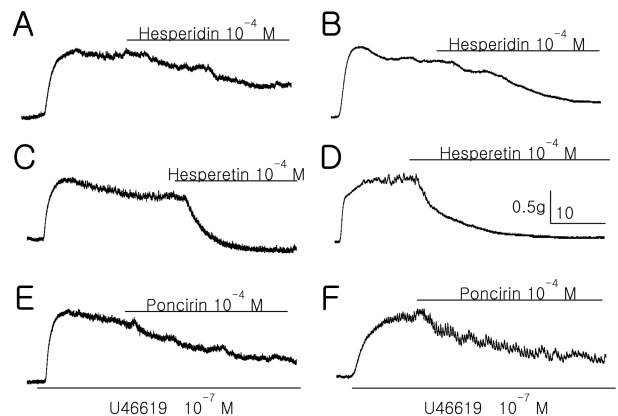 A
Hesperidin 10⁻⁴ M
B
Hesperidin 10⁻⁴ M
C
Hesperetin 10⁻⁴ M
D
Hesperetin 10⁻⁴ M
0.5g
10
E
Poncirin 10⁻⁴ M
F
Poncirin 10⁻⁴ M
U46619 10⁻⁷ M
U46619 10⁻⁷ M